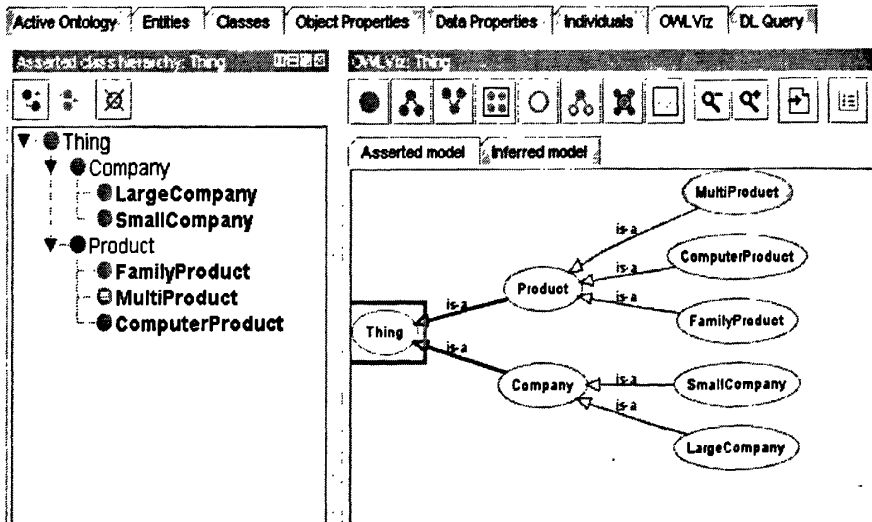 Active Ontology Entities Classes Object Properties Data Properties Individuals OWLViz DL Query
Asserted class hierarchy: Thing
OWLViz: Thing
Thing
Company
LargeCompany
SmallCompany
Product
FamilyProduct
MultiProduct
ComputerProduct
Asserted model Inferred model
MultiProduct
is-a
ComputerProduct
is-a
Product
is-a
FamilyProduct
is-a
Thing
is-a
Company
is-a
SmallCompany
is-a
LargeCompany